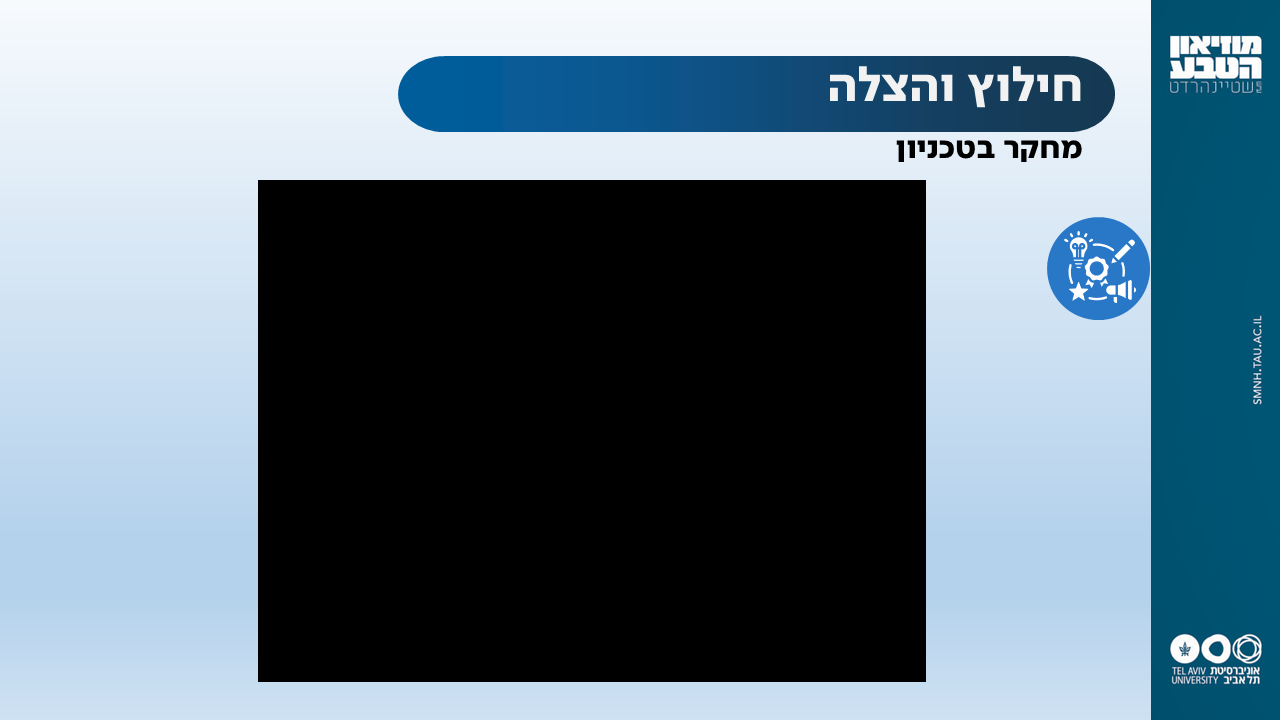 חילוץ והצלה
מחקר בטכניון
מוזיאון
הטבע
שטיינהרדט
SMNH.TAU.AC.IL
TEL AVIV UNIVERSITY
אוניברסיטת תל אביב